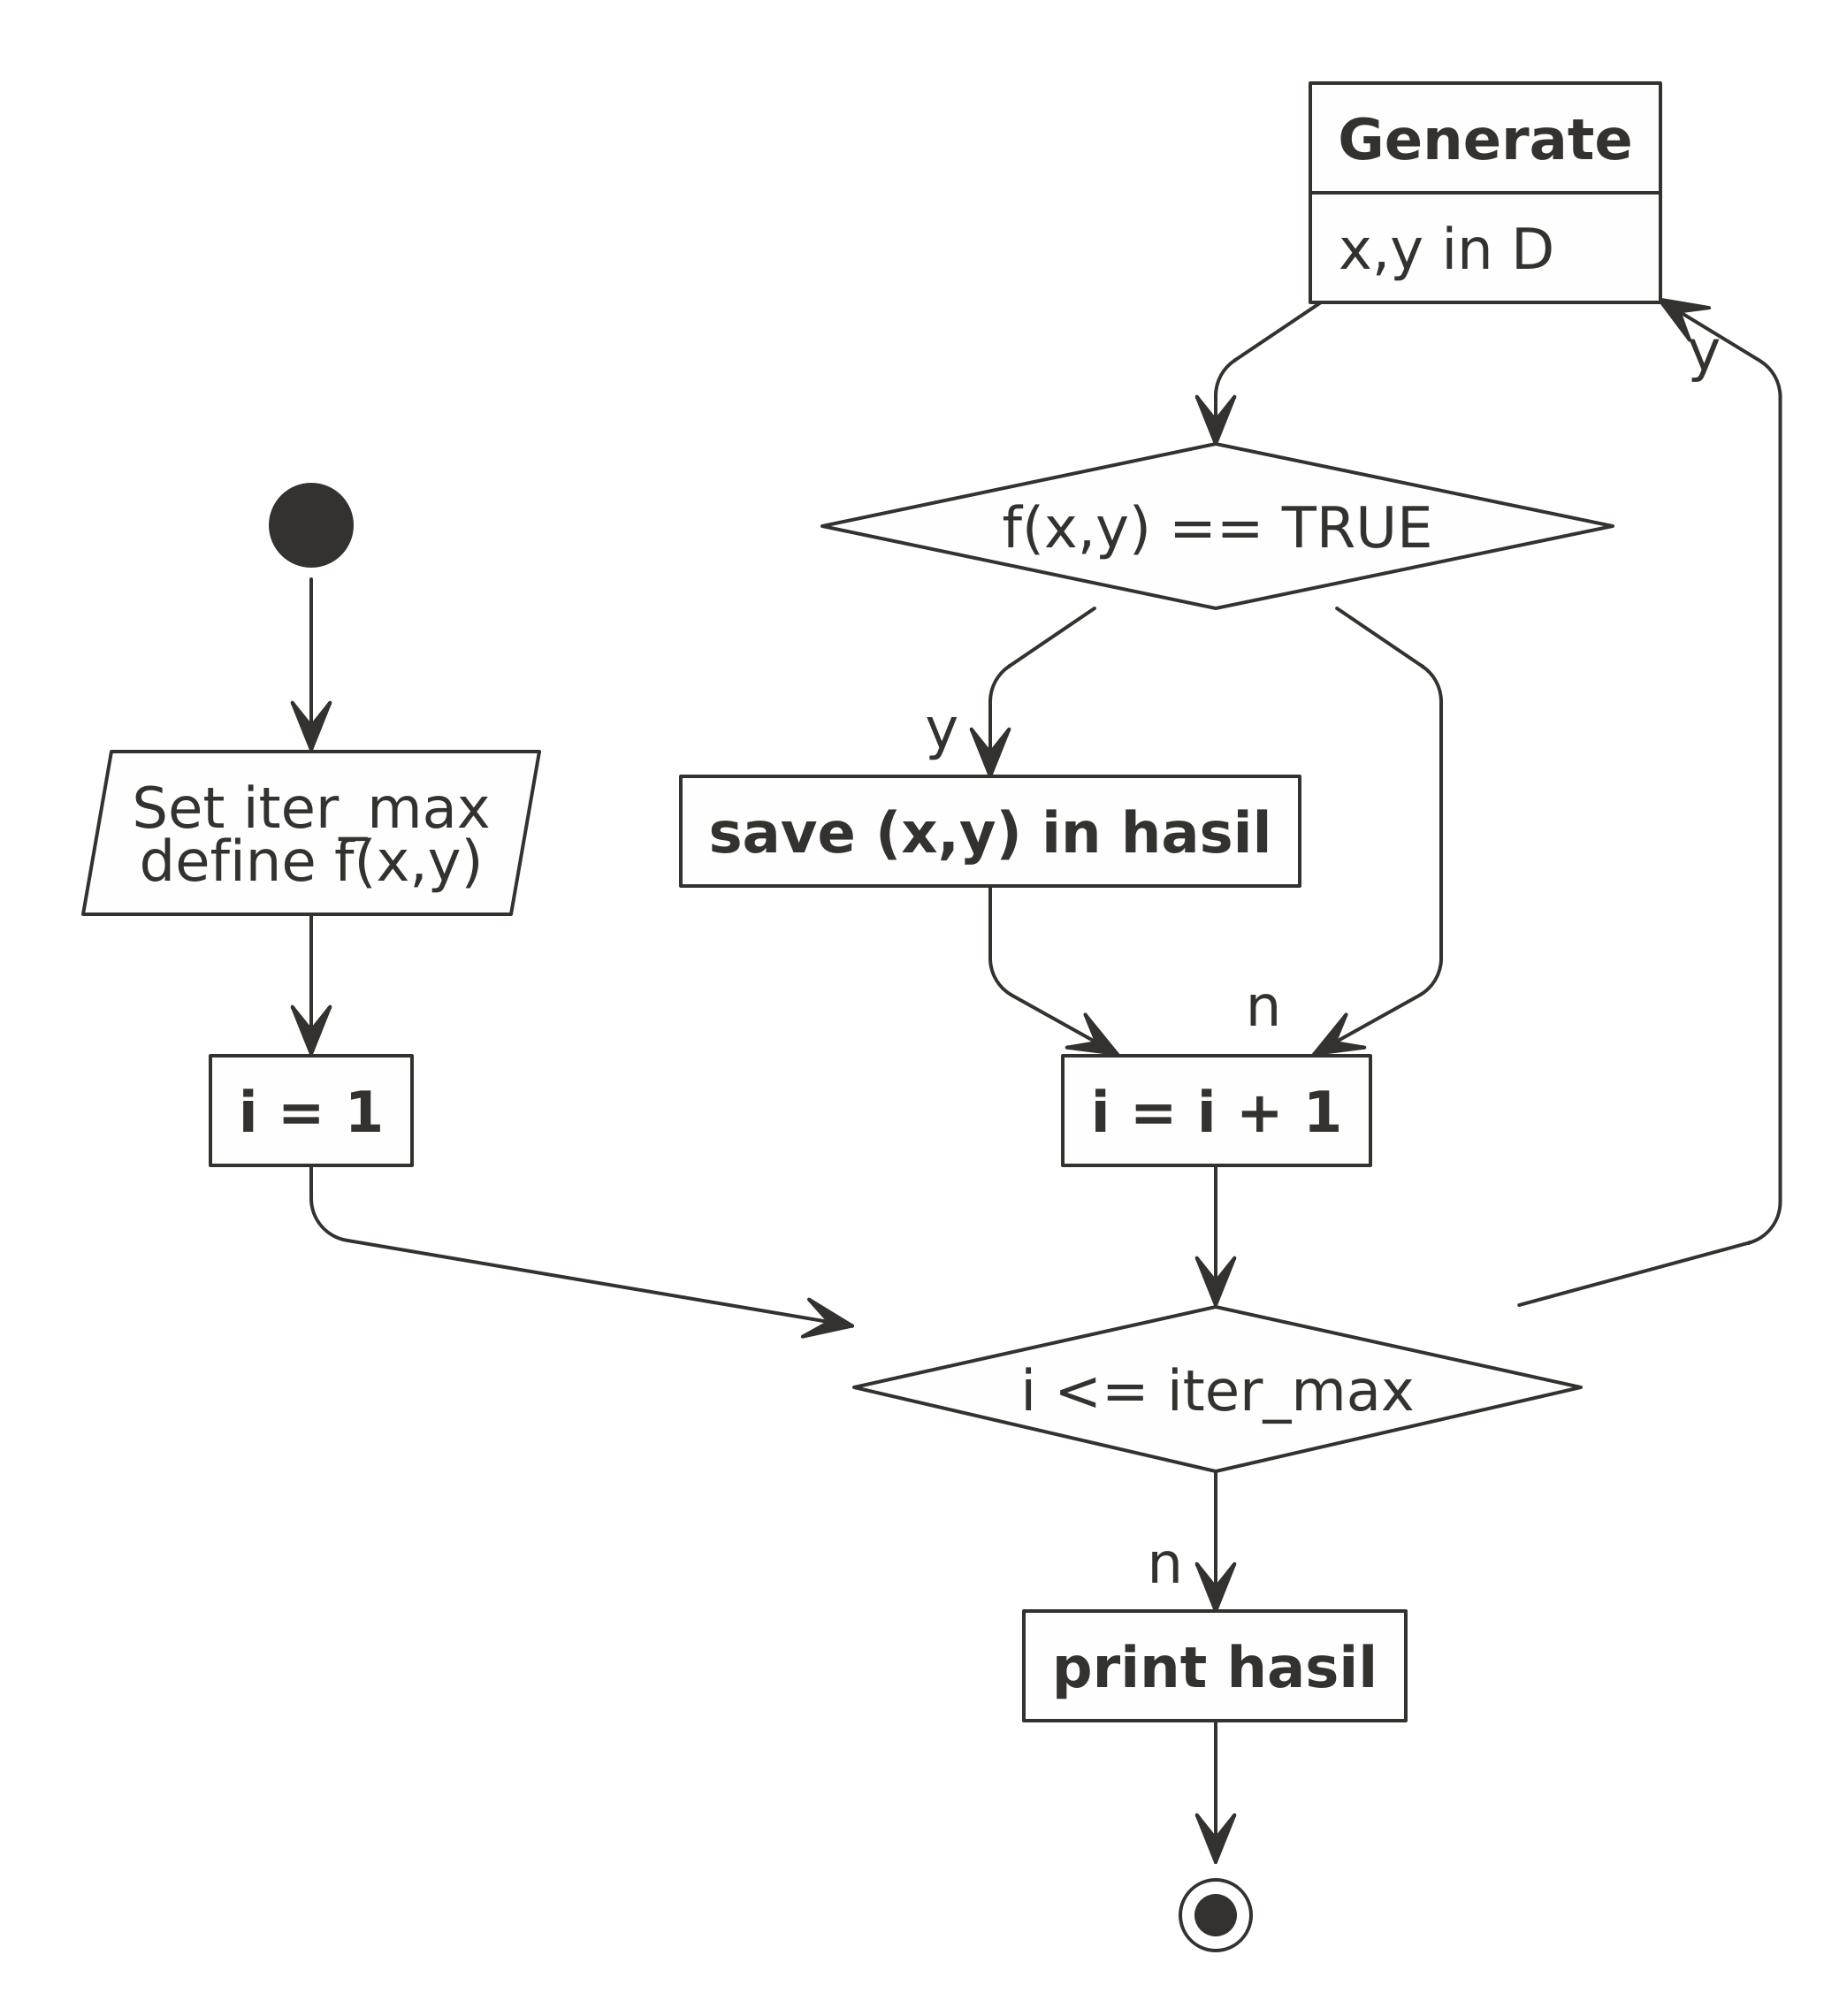 Generate
x,y in D
y
f(x,y) == TRUE
y
Set iter_max
define f(x,y)
save (x,y) in hasil
n
i = 1
i = i + 1
i <= iter_max
n
print hasil